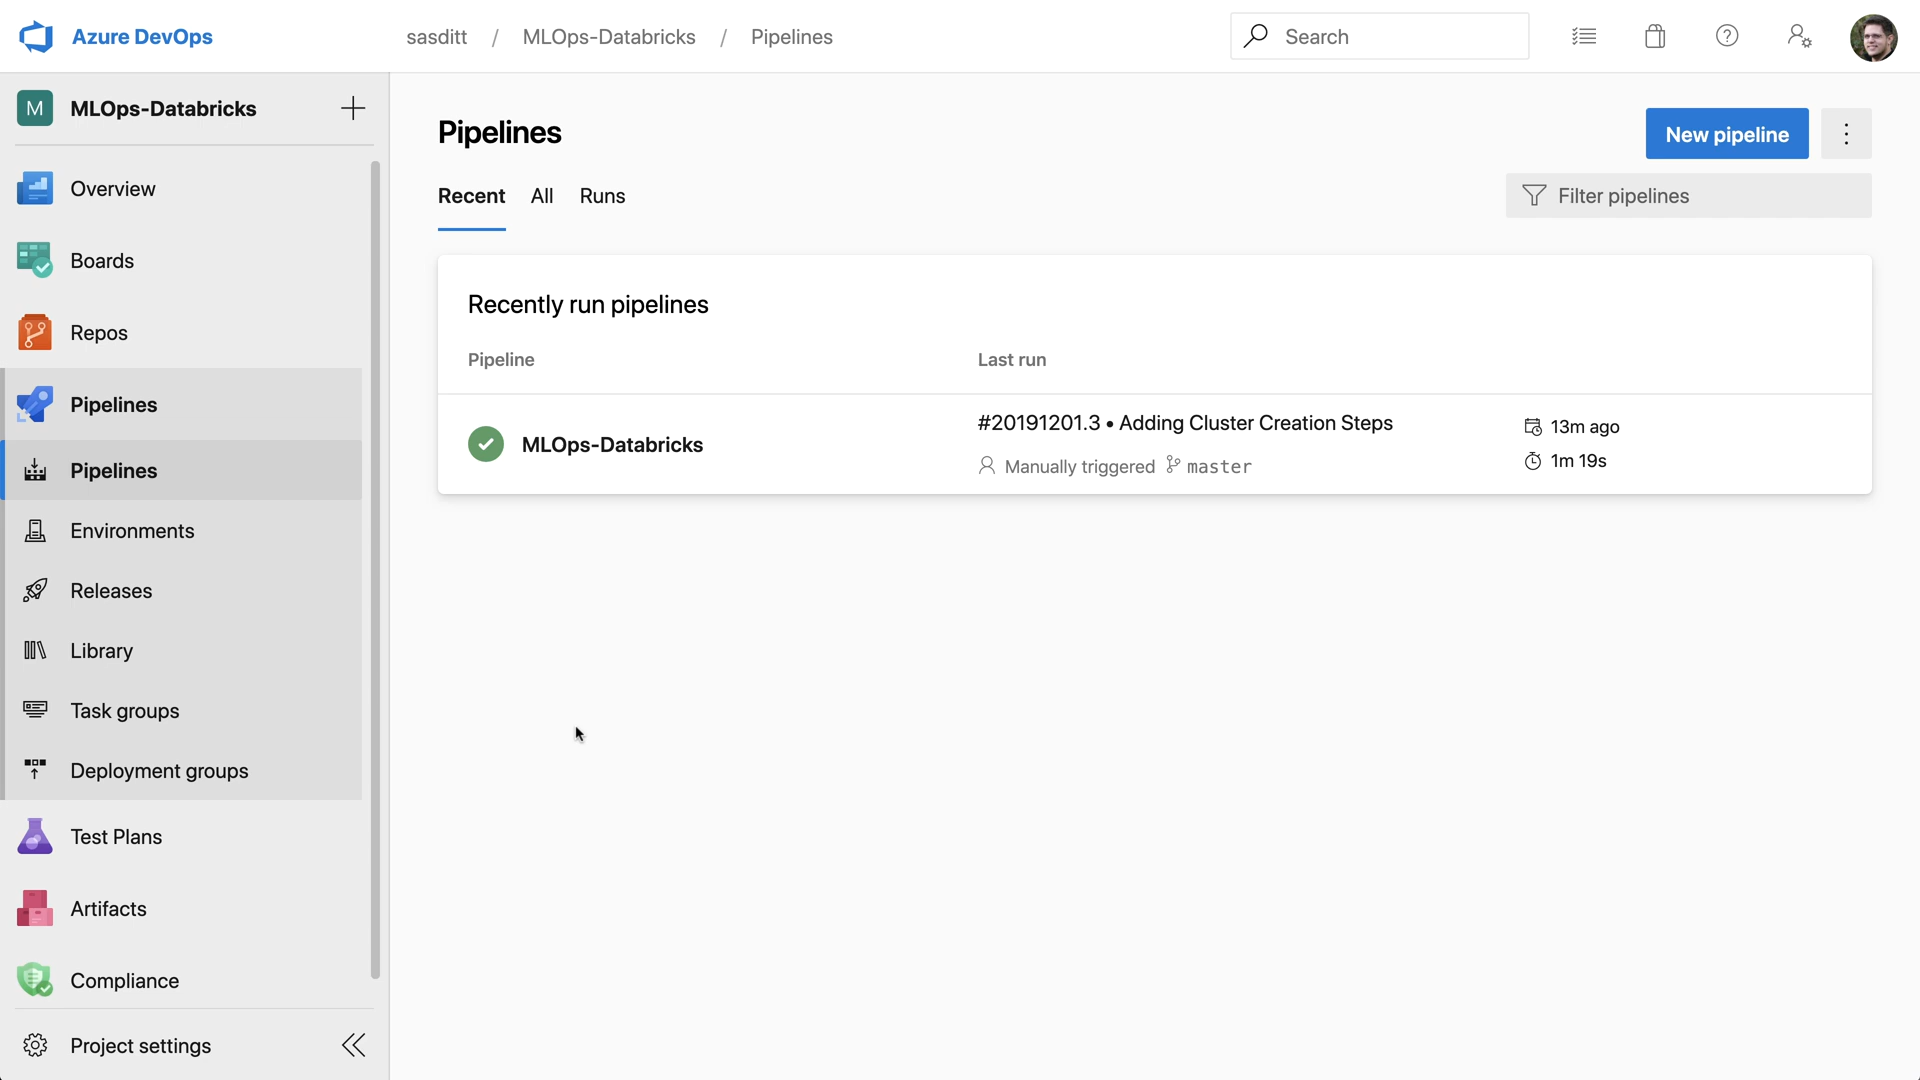 Azure DevOps
sasditt / MLOps-Databricks / Pipelines
Search
M MLOps-Databricks
Overview
Boards
Repos
Pipelines
Pipelines
Environments
Releases
Library
Task groups
Deployment groups
Test Plans
Artifacts
Compliance
Project settings
Pipelines
New pipeline
Recent All Runs
Filter pipelines
Recently run pipelines
Pipeline Last run
MLOps-Databricks
#20191201.3 • Adding Cluster Creation Steps
Manually triggered master
13m ago
1m 19s